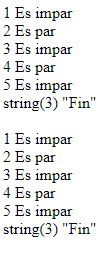 1 Es impar
2 Es par
3 Es impar
4 Es par
5 Es impar
string(3) "Fin"
1 Es impar
2 Es par
3 Es impar
4 Es par
5 Es impar
string(3) "Fin"